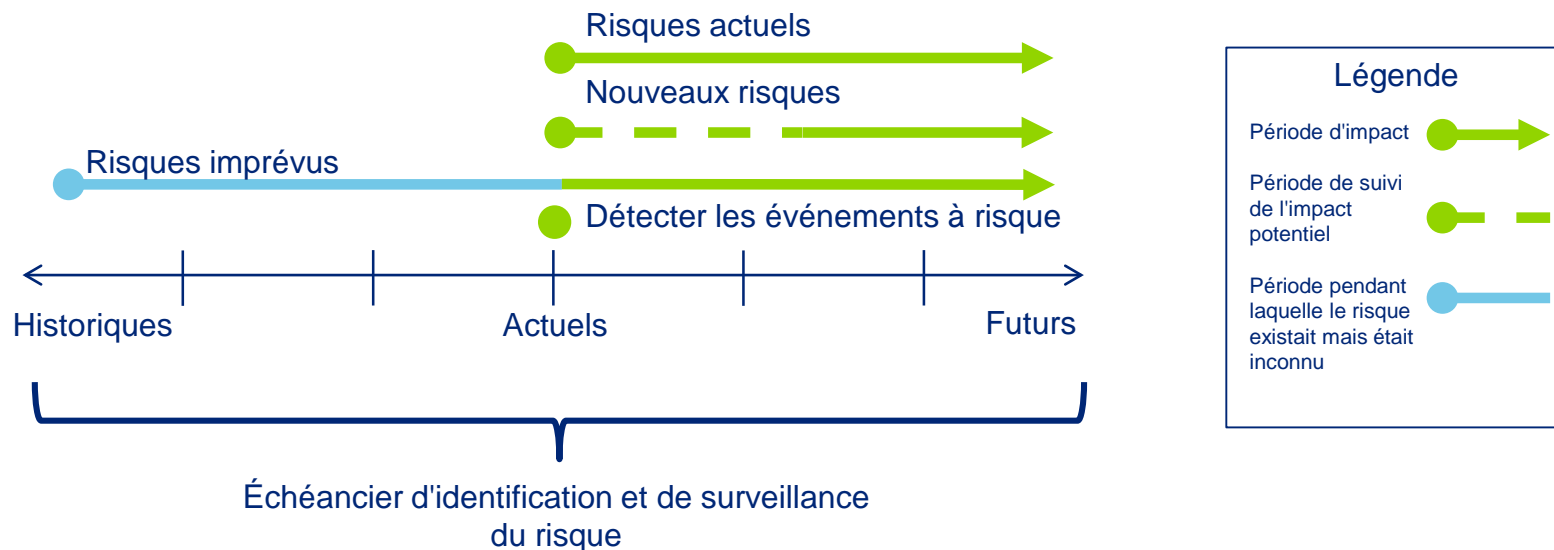 Risques actuels
Nouveaux risques
Risques imprévus
Détecter les événements à risque
Historiques
Actuels
Futurs
Échéancier d'identification et de surveillance
du risque
Légende
Période d'impact
Période de suivi
de l'impact
potentiel
Période pendant
laquelle le risque
existait mais était
inconnu